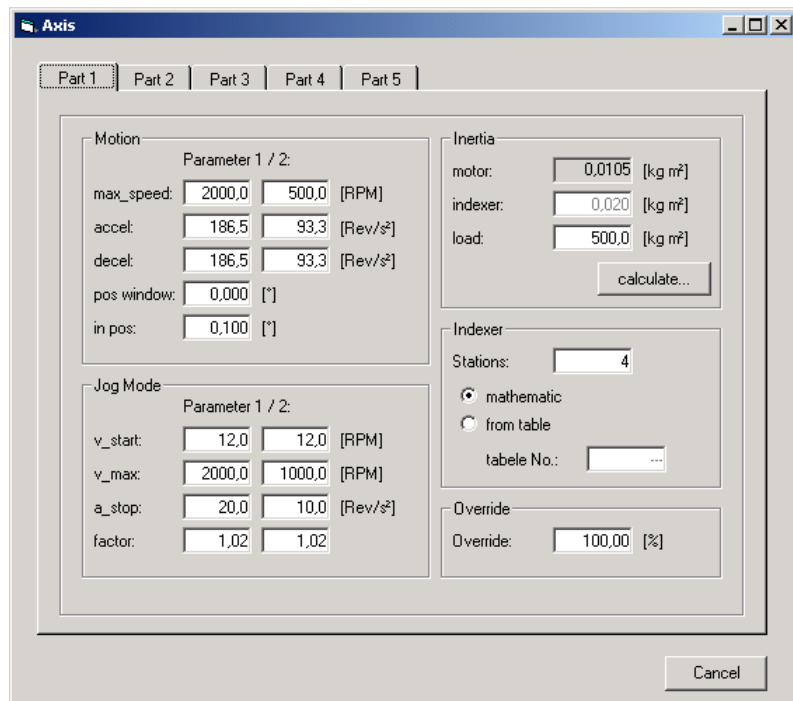 Axis
Part 1 Part 2 Part 3 Part 4 Part 5
Motion
Parameter 1 / 2:
max_speed: 2000,0 500,0 [RPM]
accel: 186,5 93,3 [Rev/s²]
decel: 186,5 93,3 [Rev/s²]
pos window: 0,000 [°]
in pos: 0,100 [°]
Jog Mode
Parameter 1 / 2:
v_start: 12,0 12,0 [RPM]
v_max: 2000,0 1000,0 [RPM]
a_stop: 20,0 10,0 [Rev/s²]
factor: 1,02 1,02
Inertia
motor: 0,0105 [kg m²]
indexer: 0,020 [kg m²]
load: 500,0 [kg m²]
calculate...
Indexer
Stations: 4
mathematic
from table
tabele No.: ---
Override
Override: 100,00 [%]
Cancel